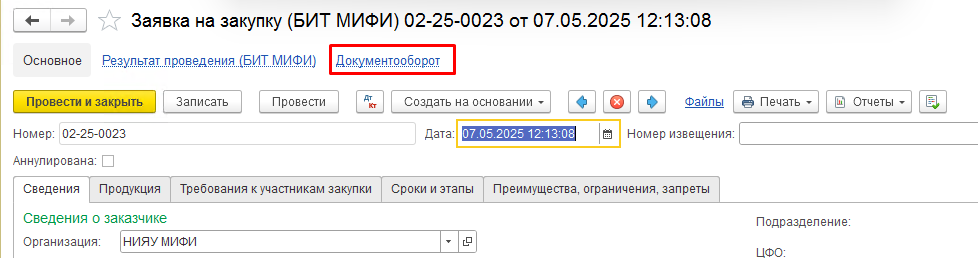 Заявка на закупку (БИТ МИФИ) 02-25-0023 от 07.05.2025 12:13:08
Основное Результат проведения (БИТ МИФИ) Документооборот
Провести и закрыть Записать Провести Дт Кт Создать на основании Файлы Печать Отчеты
Номер: 02-25-0023 Дата: 07.05.2025 12:13:08 Номер извещения:
Аннулирована:
Сведения Продукция Требования к участникам закупки Сроки и этапы Преимущества, ограничения, запреты
Сведения о заказчике Подразделение:
Организация: НИЯУ МИФИ ЦФО: